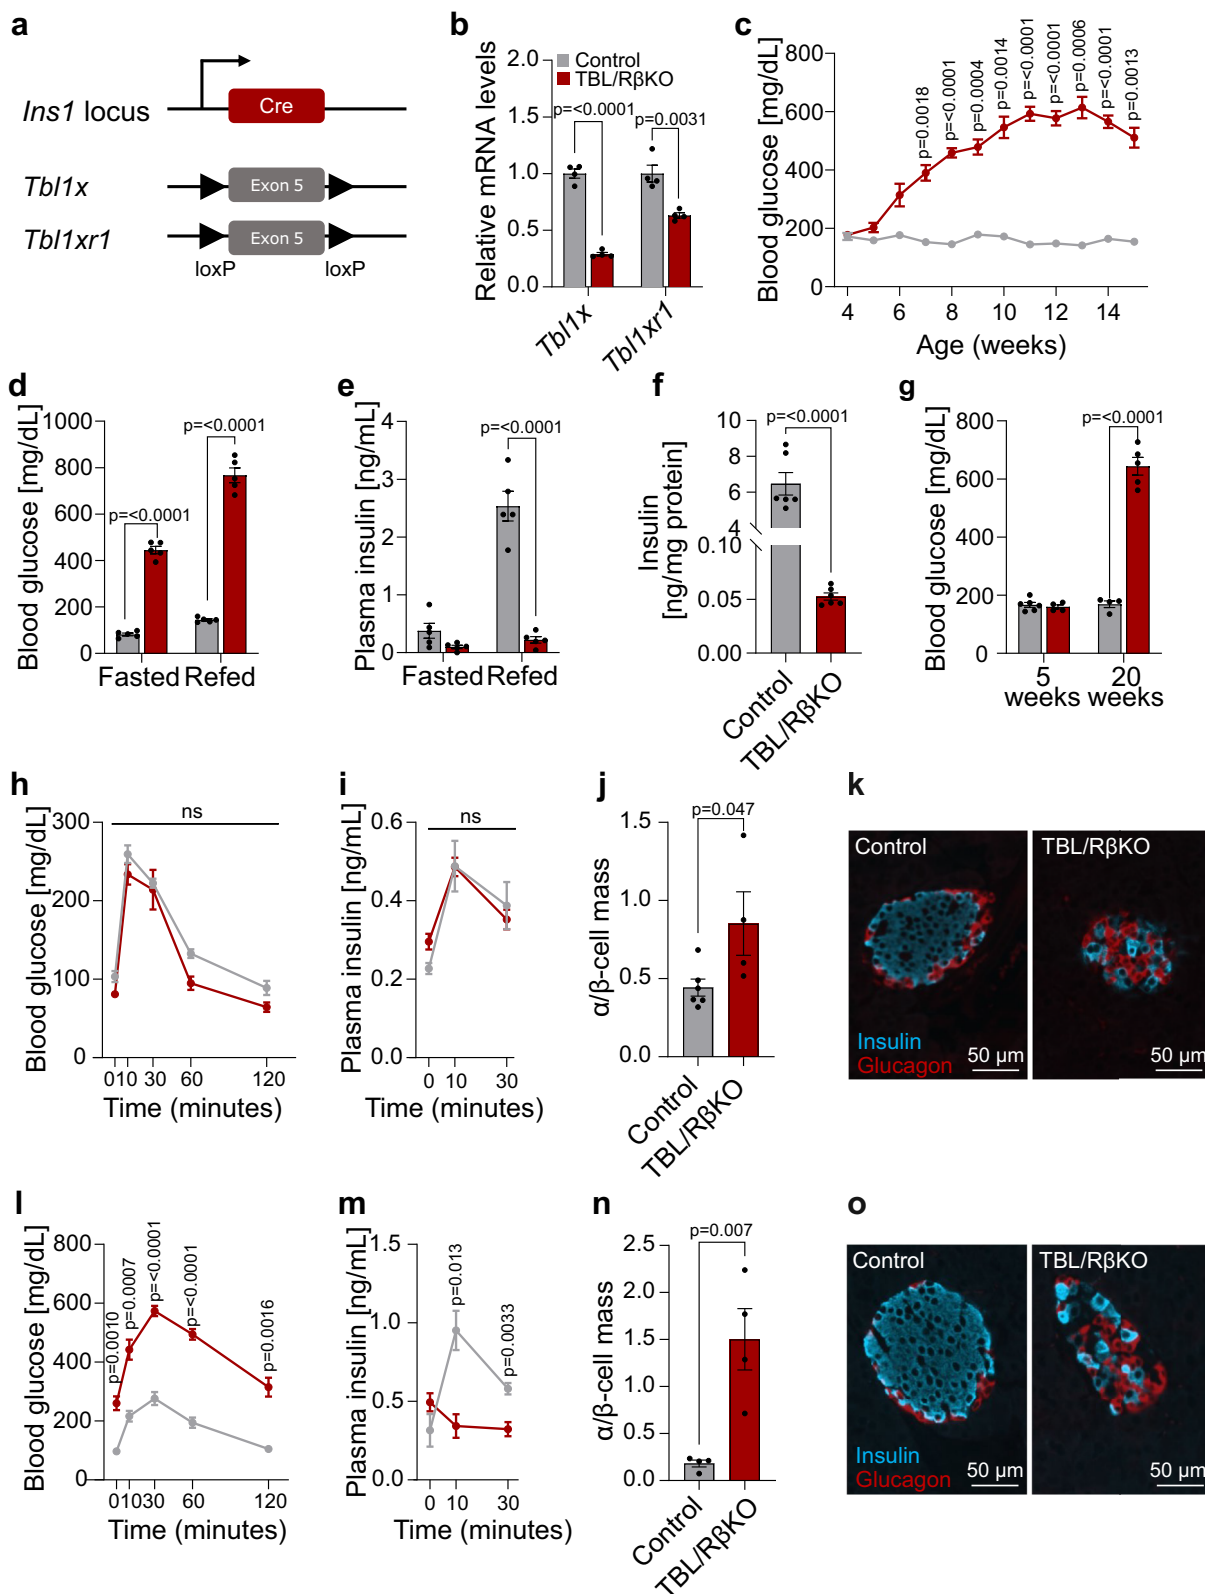 a
Ins1 locus
Cre
Tbl1x
Exon 5
Tbl1xr1
Exon 5
loxP
loxP
b
Control
TBL/RβKO
Relative mRNA levels
2.0
1.5
1.0
0.5
0.0
p=<0.0001
p=0.0031
Tbl1x
Tbl1xr1
c
Blood glucose [mg/dL]
800
600
400
200
0
p=0.0018
p=<0.0001
p=0.0004
p=0.0014
p=<0.0001
p=<0.0001
p=0.0006
p=<0.0001
p=0.0013
4 6 8 10 12 14
Age (weeks)
d
Blood glucose [mg/dL]
1000
800
600
400
200
0
p=<0.0001
p=<0.0001
Fasted Refed
e
Plasma insulin [ng/mL]
4
3
2
1
0
p=<0.0001
Fasted Refed
f
Insulin
[ng/mg protein]
10
8
6
4
0.10
0.05
0.00
p=<0.0001
Control
TBL/RβKO
g
Blood glucose [mg/dL]
800
600
400
200
0
p=<0.0001
5 20
weeks weeks
h
Blood glucose [mg/dL]
300
200
100
0
ns
0 10 30 60 120
Time (minutes)
i
Plasma insulin [ng/mL]
0.6
0.4
0.2
0.0
ns
0 10 30
Time (minutes)
j
α/β-cell mass
1.5
1.0
0.5
0.0
p=0.047
Control
TBL/RβKO
k
Control
TBL/RβKO
Insulin
Glucagon
50 µm
50 µm
l
Blood glucose [mg/dL]
800
600
400
200
0
p=0.0010
p=0.0007
p=<0.0001
p=<0.0001
p=0.0016
0 10 30 60 120
Time (minutes)
m
Plasma insulin [ng/mL]
1.5
1.0
0.5
0.0
p=0.013
p=0.0033
0 10 30
Time (minutes)
n
α/β-cell mass
2.5
2.0
1.5
1.0
0.5
0.0
p=0.007
Control
TBL/RβKO
o
Control
TBL/RβKO
Insulin
Glucagon
50 µm
50 µm